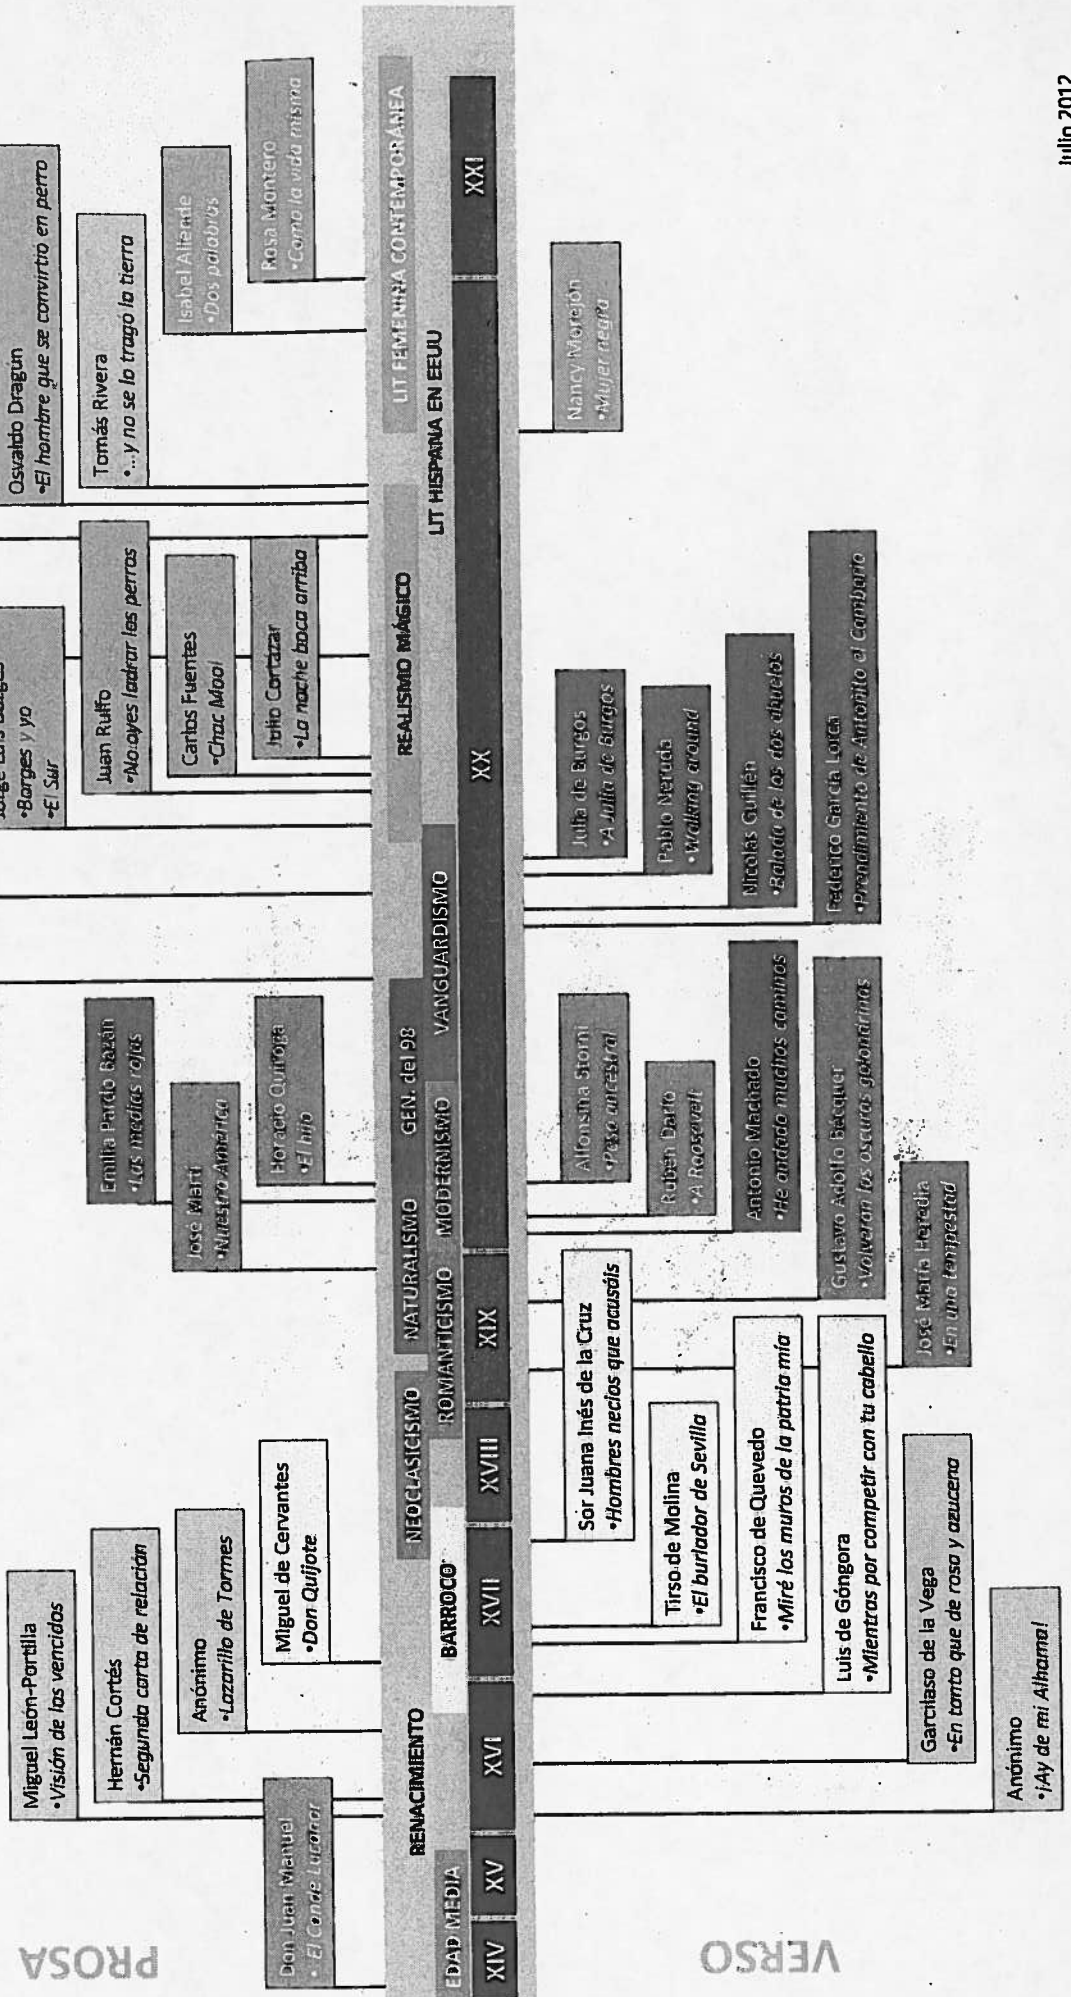 PROSA
Don Juan Manuel
• El Conde Lucanor
Miguel León-Portilla
•Visión de los vencidos
Hernán Cortés
•Segunda carta de relación
Anónimo
•Lazarillo de Tormes
Miguel de Cervantes
•Don Quijote
Emilia Pardo Bazán
•Las medias rojas
José Martí
•Nuestra América
Horacio Quiroga
•El hijo
•Borges y yo
•El Sur
Juan Rulfo
•No oyes ladrar los perros
Carlos Fuentes
•Chac Mool
Julio Cortázar
•La noche boca arriba
Osvaldo Dragún
•El hombre que se convirtio en perro
Tomás Rivera
•...y no se lo tragó la tierra
Isabel Allende
•Dos palabras
Rosa Montero
•Como la vida misma
RENACIMIENTO
NEOCLASICISMO
NATURALISMO
GEN. del 98
REALISMO MÁGICO
LIT FEMENINA CONTEMPORÁNEA
EDAD MEDIA
BARROCO
ROMANTICISMO
MODERNISMO
VANGUARDISMO
LIT HISPANA EN EEUU
XIV
XV
XVI
XVII
XVIII
XIX
XX
XXI
VERSO
Anónimo
•¡Ay de mi Alhama!
Garcilaso de la Vega
•En tanto que de rosa y azucena
Luis de Góngora
•Mientras por competir con tu cabello
Francisco de Quevedo
•Miré los muros de la patria mía
Tirso de Molina
•El burlador de Sevilla
Sor Juana Inés de la Cruz
•Hombres necios que acusáis
José María Heredia
•En una tempestad
Gustavo Adolfo Bécquer
•Volverán las oscuras golondrinas
Antonio Machado
•He andado muchos caminos
Rubén Darío
•A Roosevelt
Alfonsina Storni
•Peso ancestral
Federico García Lorca
•Prendimiento de Antoñito el Camborio
Nicolás Guillén
•Balada de los dos abuelos
Pablo Neruda
•Walking around
Julia de Burgos
•A Julia de Burgos
Nancy Morejón
•Mujer negra
Julio 2012